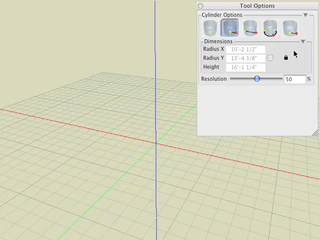 Tool Options
Cylinder Options
Dimensions
Radius X 10'-2 1/2"
Radius Y 13'-4 3/8"
Height 16'-1 1/4"
Resolution 50 %